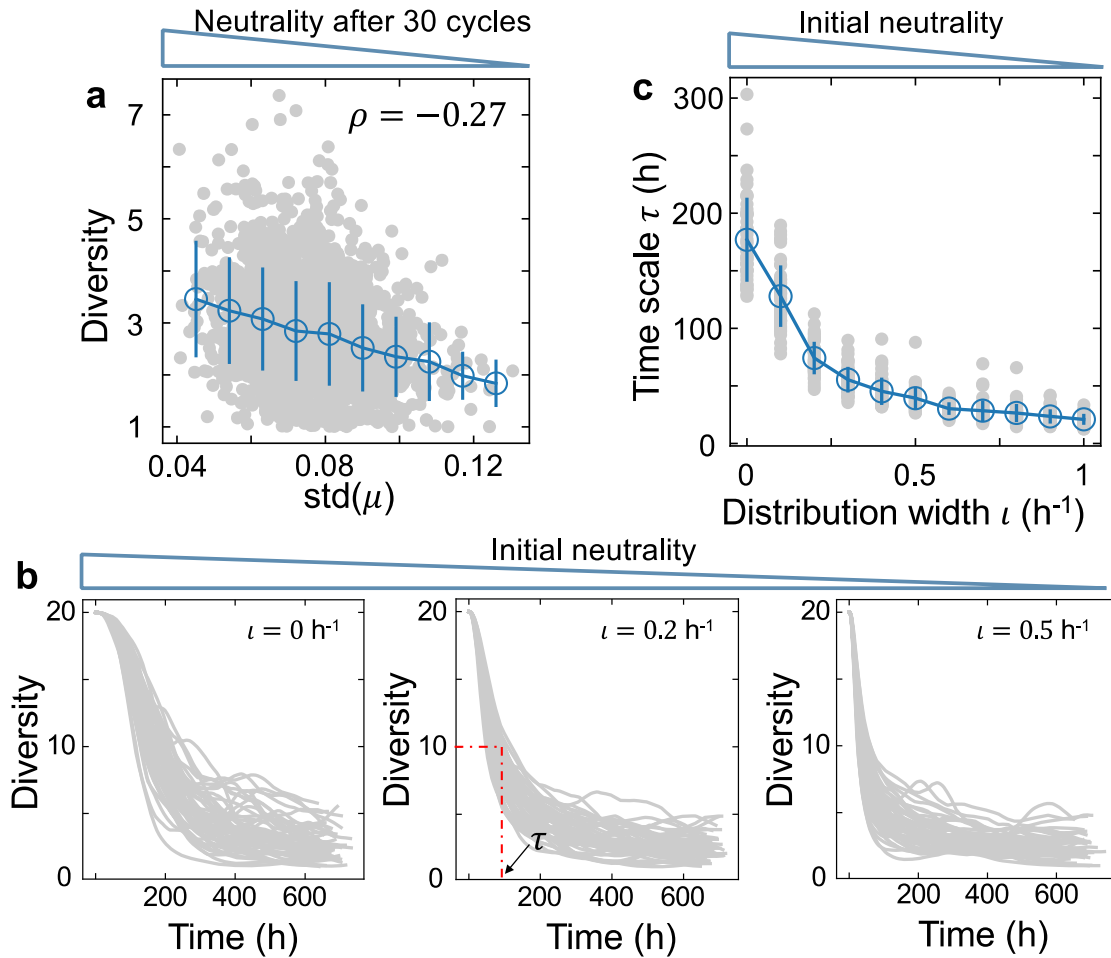 Neutrality after 30 cycles
a
ρ = −0.27
7
5
3
1
Diversity
0.04
0.08
0.12
std(μ)
Initial neutrality
c
300
200
100
0
Time scale τ (h)
0
0.5
1
Distribution width ι (h⁻¹)
Initial neutrality
b
20
10
0
Diversity
ι = 0 h⁻¹
200
400
600
Time (h)
20
10
0
Diversity
ι = 0.2 h⁻¹
τ
200
400
600
Time (h)
20
10
0
Diversity
ι = 0.5 h⁻¹
200
400
600
Time (h)